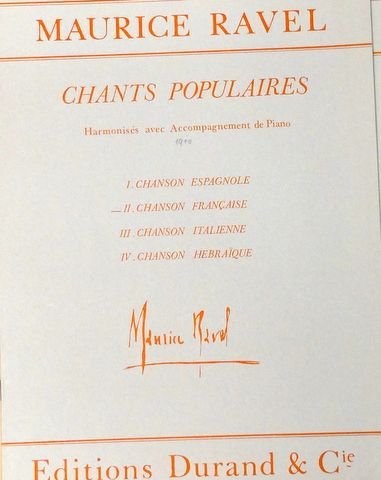 MAURICE RAVEL
CHANTS POPULAIRES
Harmonisés avec Accompagnement de Piano
1910
I. CHANSON ESPAGNOLE
II. CHANSON FRANÇAISE
III. CHANSON ITALIENNE
IV. CHANSON HEBRAÏQUE
Maurice Ravel
Editions Durand & Cie